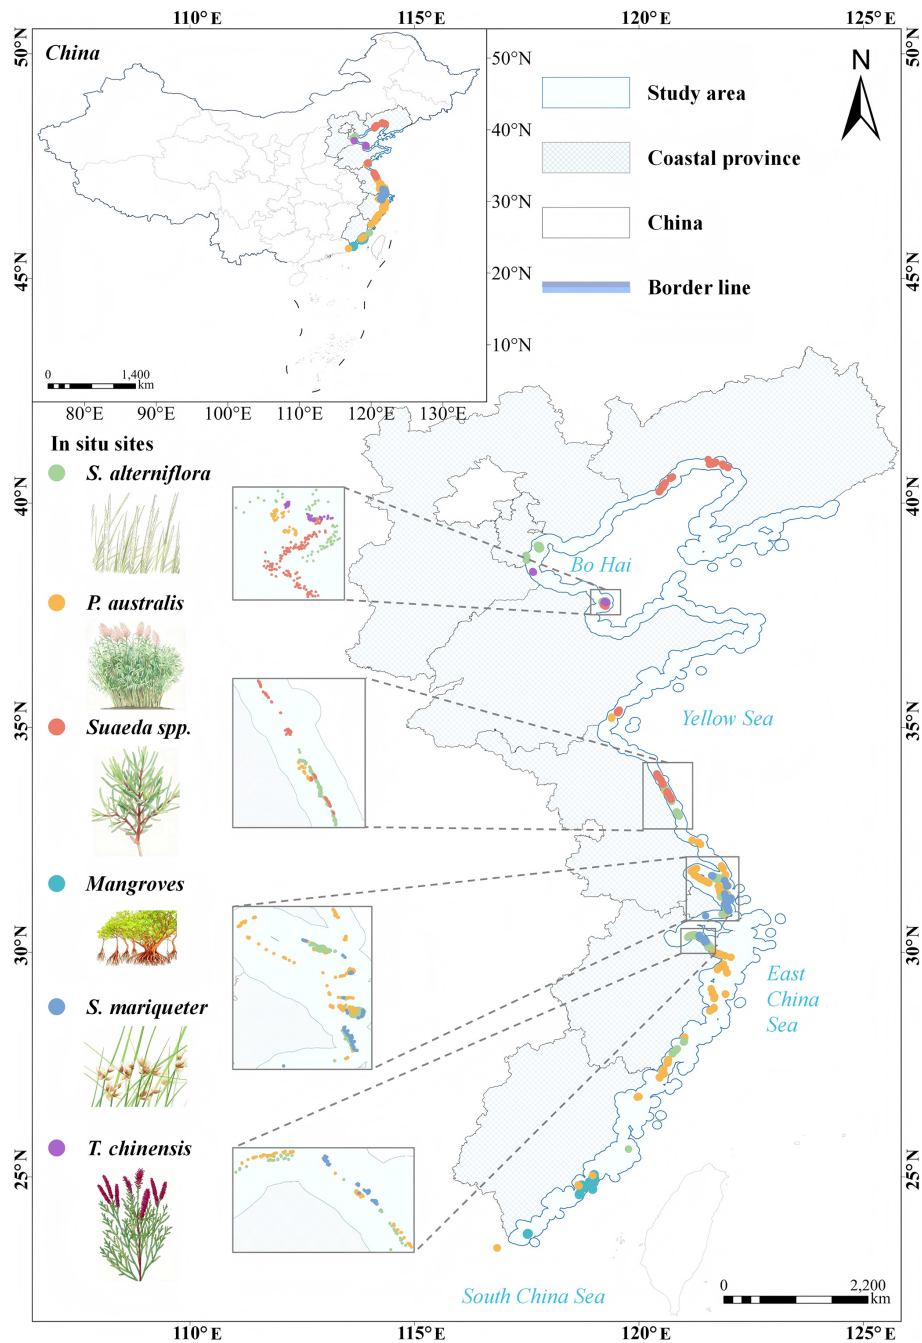 110°E
115°E
120°E
125°E
50°N
45°N
40°N
35°N
30°N
25°N
China
50°N
40°N
30°N
20°N
10°N
0
1,400
km
80°E
90°E
100°E
110°E
120°E
130°E
N
Study area
Coastal province
China
Border line
In situ sites
S. alterniflora
P. australis
Suaeda spp.
Mangroves
S. mariqueter
T. chinensis
Bo Hai
Yellow Sea
East
China
Sea
South China Sea
0
2,200
km
50°N
45°N
40°N
35°N
30°N
25°N
110°E
115°E
120°E
125°E